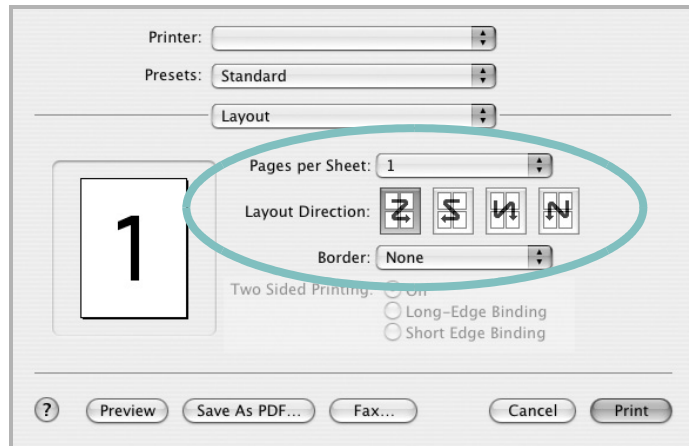 Printer:
Presets: Standard
Layout
Pages per Sheet: 1
1
Layout Direction:
Border: None
Two Sided Printing: Off
Long-Edge Binding
Short Edge Binding
? Preview Save As PDF... Fax... Cancel Print